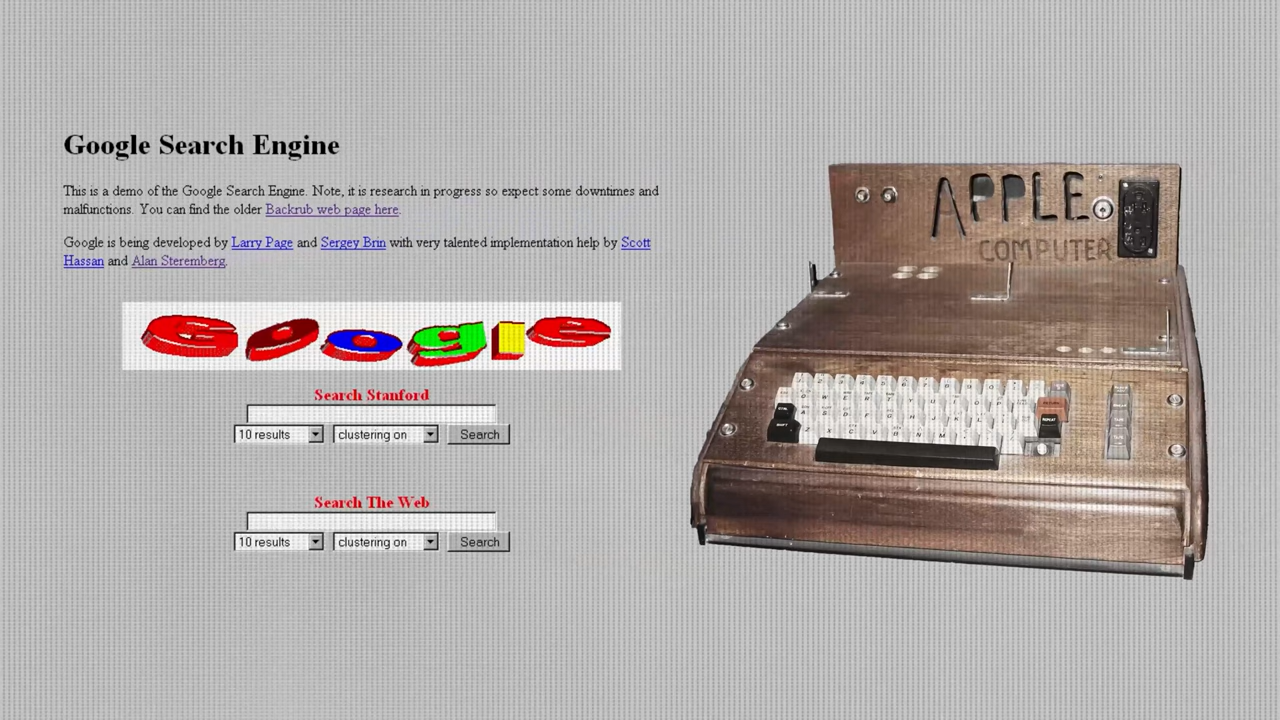 Google Search Engine
This is a demo of the Google Search Engine. Note, it is research in progress so expect some downtimes and
malfunctions. You can find the older Backrub web page here.
Google is being developed by Larry Page and Sergey Brin with very talented implementation help by Scott
Hassan and Alan Steremberg.
Google
Search Stanford
10 results clustering on Search
Search The Web
10 results clustering on Search
APPLE
COMPUTER